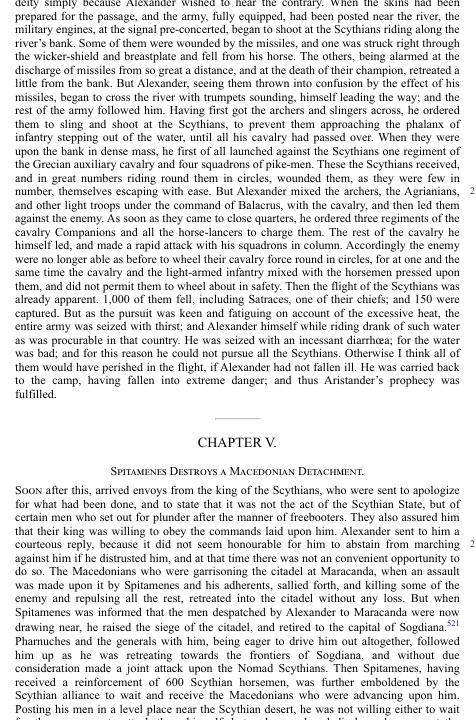 deity simply because Alexander wished to hear the contrary. When the skins had been
prepared for the passage, and the army, fully equipped, had been posted near the river, the
military engines, at the signal pre-concerted, began to shoot at the Scythians riding along the
river’s bank. Some of them were wounded by the missiles, and one was struck right through
the wicker-shield and breastplate and fell from his horse. The others, being alarmed at the
discharge of missiles from so great a distance, and at the death of their champion, retreated a
little from the bank. But Alexander, seeing them thrown into confusion by the effect of his
missiles, began to cross the river with trumpets sounding, himself leading the way; and the
rest of the army followed him. Having first got the archers and slingers across, he ordered
them to sling and shoot at the Scythians, to prevent them approaching the phalanx of
infantry stepping out of the water, until all his cavalry had passed over. When they were
upon the bank in dense mass, he first of all launched against the Scythians one regiment of
the Grecian auxiliary cavalry and four squadrons of pike-men. These the Scythians received,
and in great numbers riding round them in circles, wounded them, as they were few in
number, themselves escaping with ease. But Alexander mixed the archers, the Agrianians, 2
and other light troops under the command of Balacrus, with the cavalry, and then led them
against the enemy. As soon as they came to close quarters, he ordered three regiments of the
cavalry Companions and all the horse-lancers to charge them. The rest of the cavalry he
himself led, and made a rapid attack with his squadrons in column. Accordingly the enemy
were no longer able as before to wheel their cavalry force round in circles, for at one and the
same time the cavalry and the light-armed infantry mixed with the horsemen pressed upon
them, and did not permit them to wheel about in safety. Then the flight of the Scythians was
already apparent. 1,000 of them fell, including Satraces, one of their chiefs; and 150 were
captured. But as the pursuit was keen and fatiguing on account of the excessive heat, the
entire army was seized with thirst; and Alexander himself while riding drank of such water
as was procurable in that country. He was seized with an incessant diarrhœa; for the water
was bad; and for this reason he could not pursue all the Scythians. Otherwise I think all of
them would have perished in the flight, if Alexander had not fallen ill. He was carried back
to the camp, having fallen into extreme danger; and thus Aristander’s prophecy was
fulfilled.
CHAPTER V.
Spitamenes Destroys a Macedonian Detachment.
Soon after this, arrived envoys from the king of the Scythians, who were sent to apologize
for what had been done, and to state that it was not the act of the Scythian State, but of
certain men who set out for plunder after the manner of freebooters. They also assured him
that their king was willing to obey the commands laid upon him. Alexander sent to him a
courteous reply, because it did not seem honourable for him to abstain from marching 2
against him if he distrusted him, and at that time there was not an convenient opportunity to
do so. The Macedonians who were garrisoning the citadel at Maracanda, when an assault
was made upon it by Spitamenes and his adherents, sallied forth, and killing some of the
enemy and repulsing all the rest, retreated into the citadel without any loss. But when
Spitamenes was informed that the men despatched by Alexander to Maracanda were now
drawing near, he raised the siege of the citadel, and retired to the capital of Sogdiana.521
Pharnuches and the generals with him, being eager to drive him out altogether, followed
him up as he was retreating towards the frontiers of Sogdiana, and without due
consideration made a joint attack upon the Nomad Scythians. Then Spitamenes, having
received a reinforcement of 600 Scythian horsemen, was further emboldened by the
Scythian alliance to wait and receive the Macedonians who were advancing upon him.
Posting his men in a level place near the Scythian desert, he was not willing either to wait